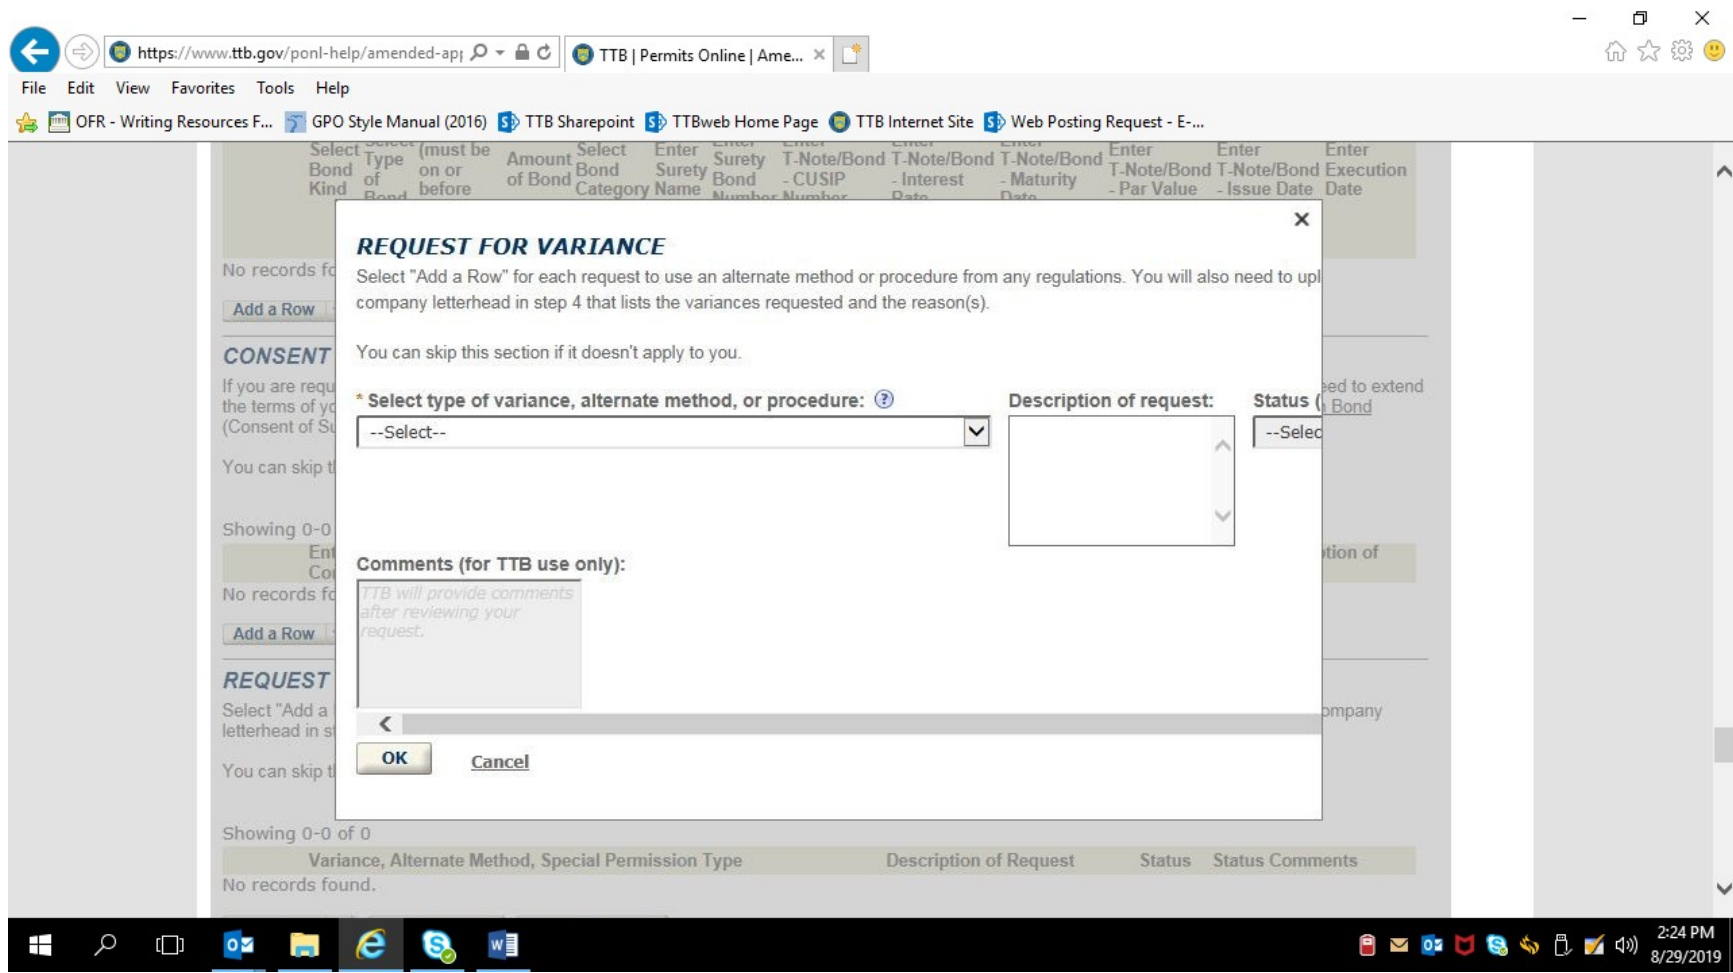 https://www.ttb.gov/ponl-help/amended-ap
TTB | Permits Online | Ame...
File Edit View Favorites Tools Help
OFR - Writing Resources F... GPO Style Manual (2016) TTB Sharepoint TTBweb Home Page TTB Internet Site Web Posting Request - E-...
Select (must be Select Enter Surety T-Note/Bond T-Note/Bond T-Note/Bond Enter Enter Enter
Bond Type on or Amount Bond Surety Bond - CUSIP - Interest - Maturity T-Note/Bond T-Note/Bond Execution
Kind of before of Bond Category Name Number Number Rate Date - Par Value - Issue Date Date
Bond
REQUEST FOR VARIANCE
Select "Add a Row" for each request to use an alternate method or procedure from any regulations. You will also need to upl
company letterhead in step 4 that lists the variances requested and the reason(s).
You can skip this section if it doesn't apply to you.
* Select type of variance, alternate method, or procedure: ? Description of request: Status (
--Select-- --Selec
Comments (for TTB use only):
TTB will provide comments
after reviewing your
request.
OK Cancel
No records fo
Add a Row
CONSENT
If you are requ eed to extend
the terms of yo Bond
(Consent of Su
You can skip t
Showing 0-0
Ent tion of
Co
No records fo
Add a Row
REQUEST
Select "Add a ompany
letterhead in s
You can skip t
Showing 0-0 of 0
Variance, Alternate Method, Special Permission Type Description of Request Status Status Comments
No records found.
2:24 PM
8/29/2019